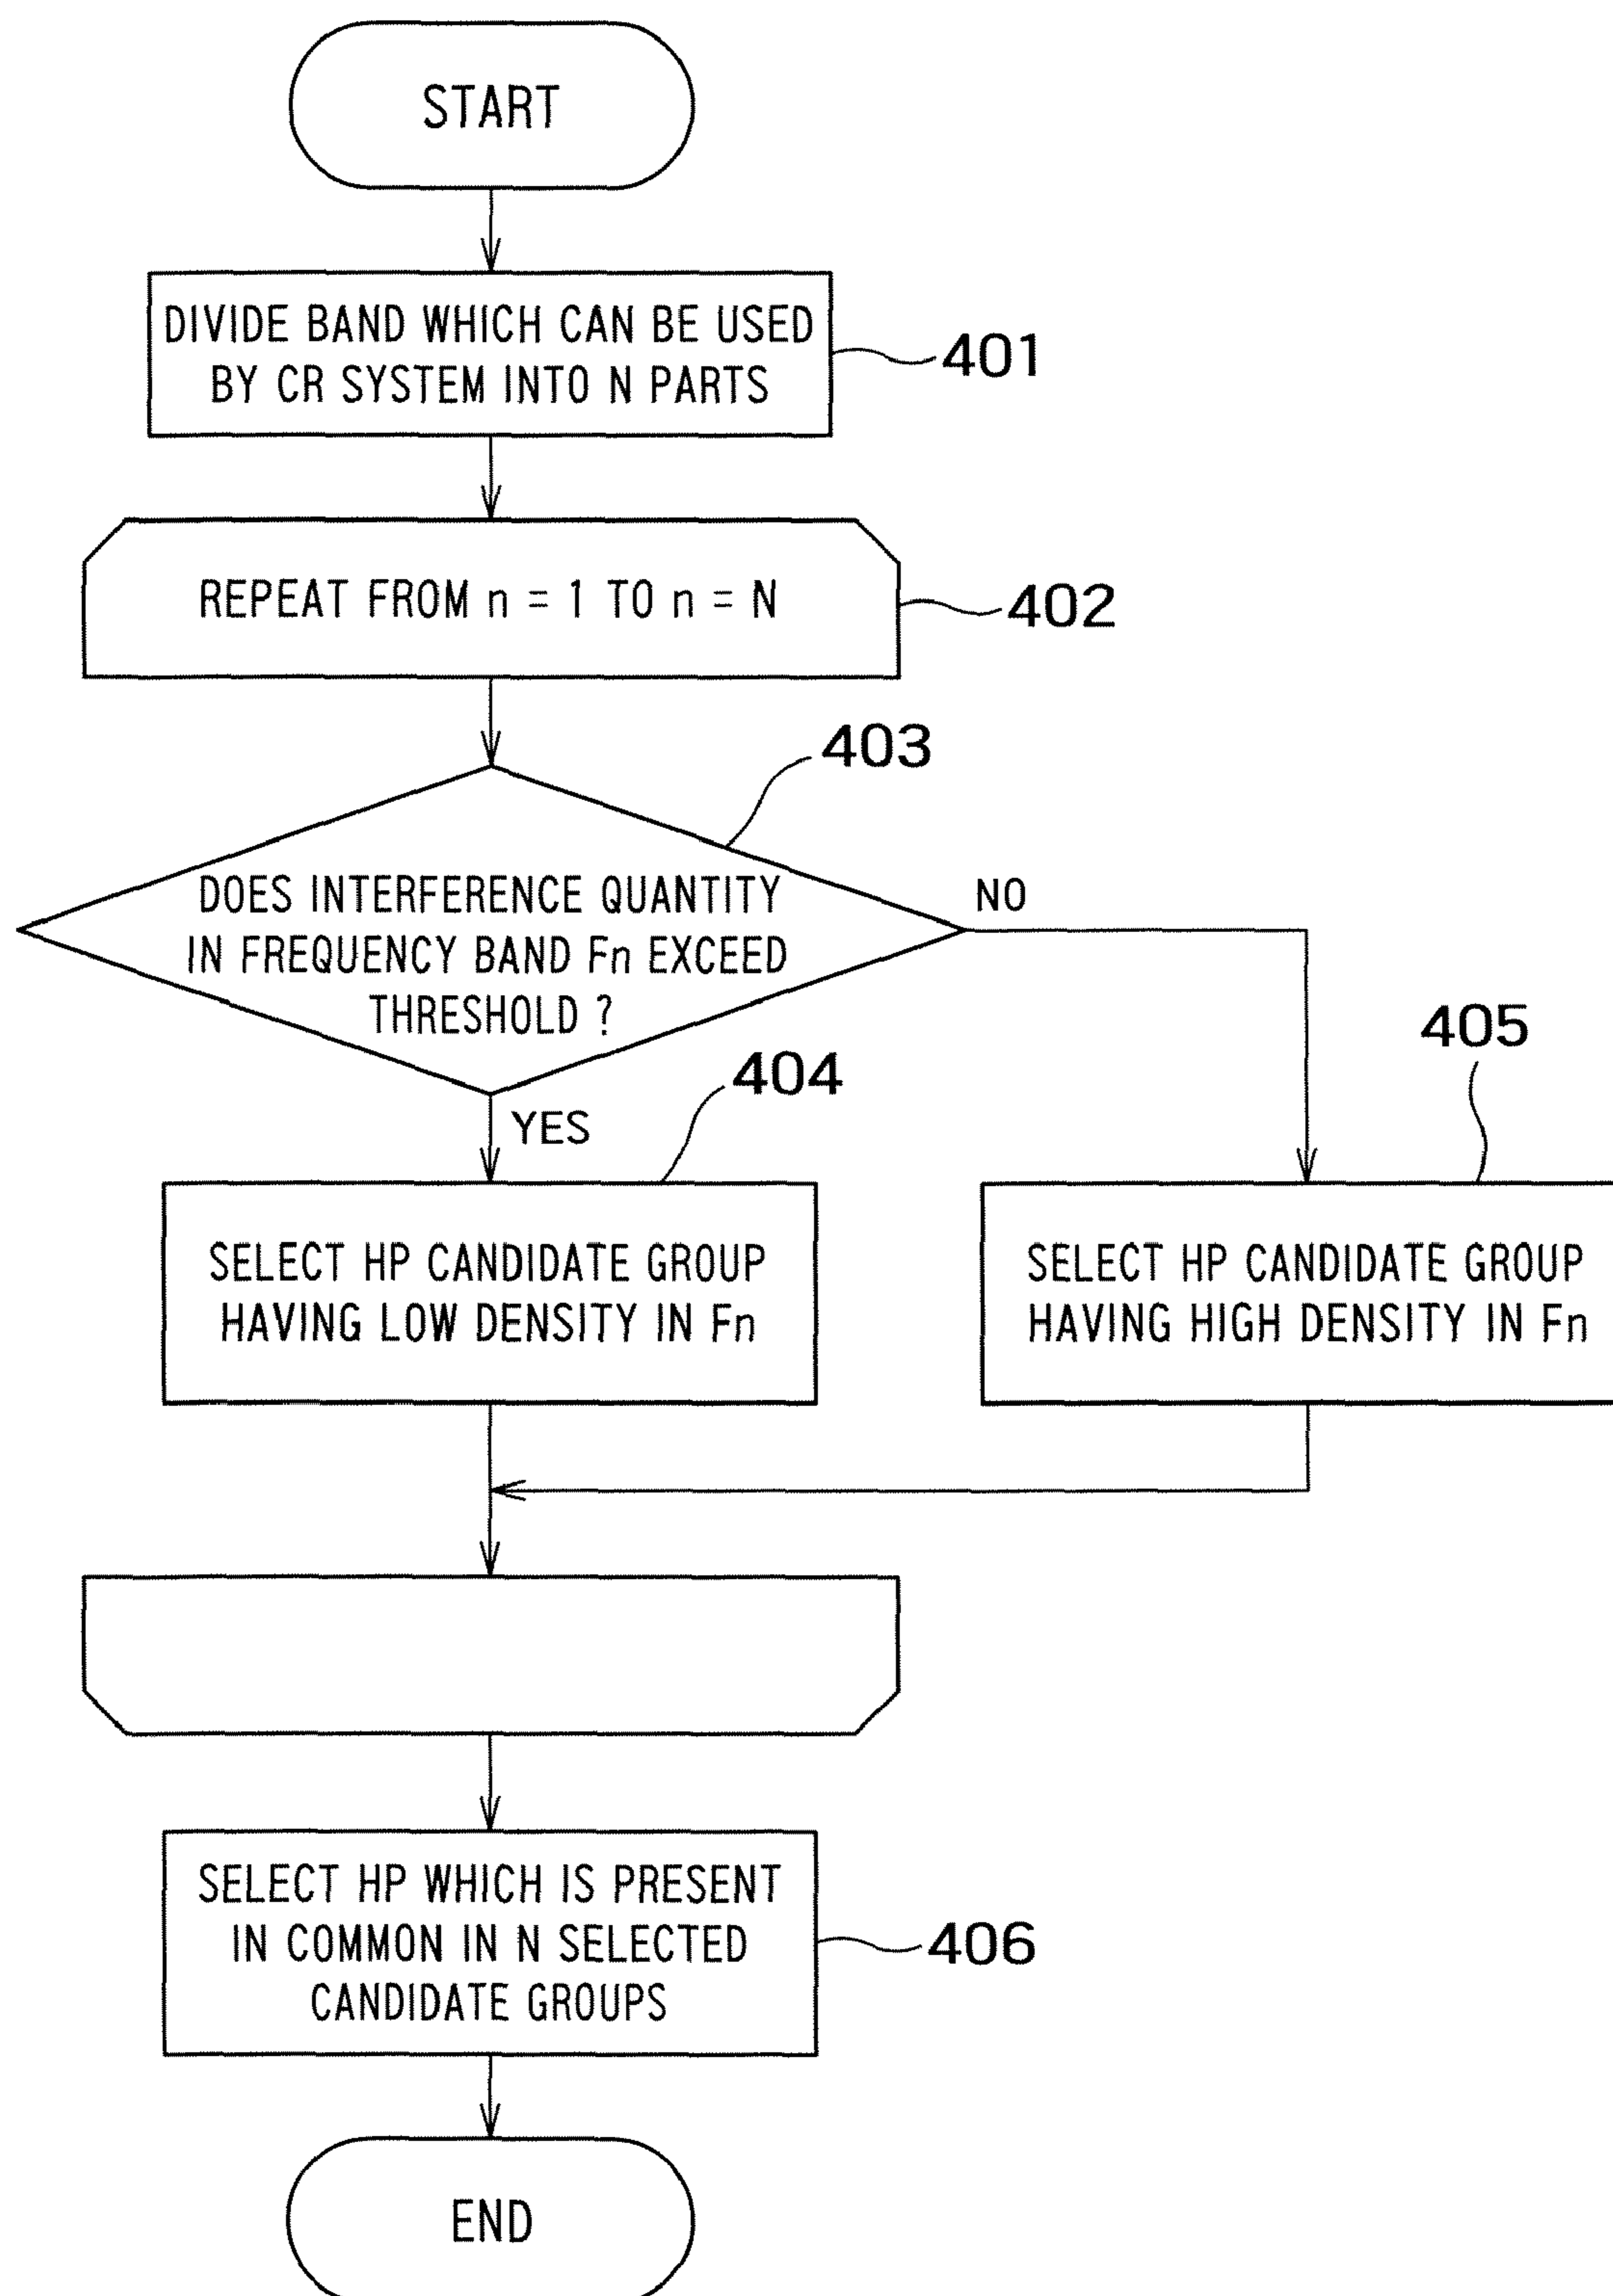 START
DIVIDE BAND WHICH CAN BE USED
BY CR SYSTEM INTO N PARTS
401
REPEAT FROM n = 1 TO n = N
402
403
DOES INTERFERENCE QUANTITY
IN FREQUENCY BAND Fn EXCEED
THRESHOLD ?
NO
YES
404
405
SELECT HP CANDIDATE GROUP
HAVING LOW DENSITY IN Fn
SELECT HP CANDIDATE GROUP
HAVING HIGH DENSITY IN Fn
SELECT HP WHICH IS PRESENT
IN COMMON IN N SELECTED
CANDIDATE GROUPS
406
END